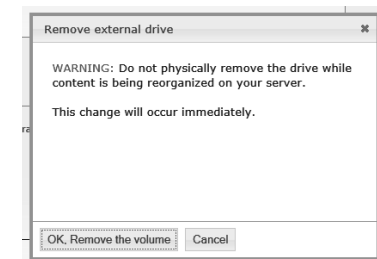 Remove external drive
WARNING: Do not physically remove the drive while
content is being reorganized on your server.
This change will occur immediately.
ra
OK, Remove the volume Cancel